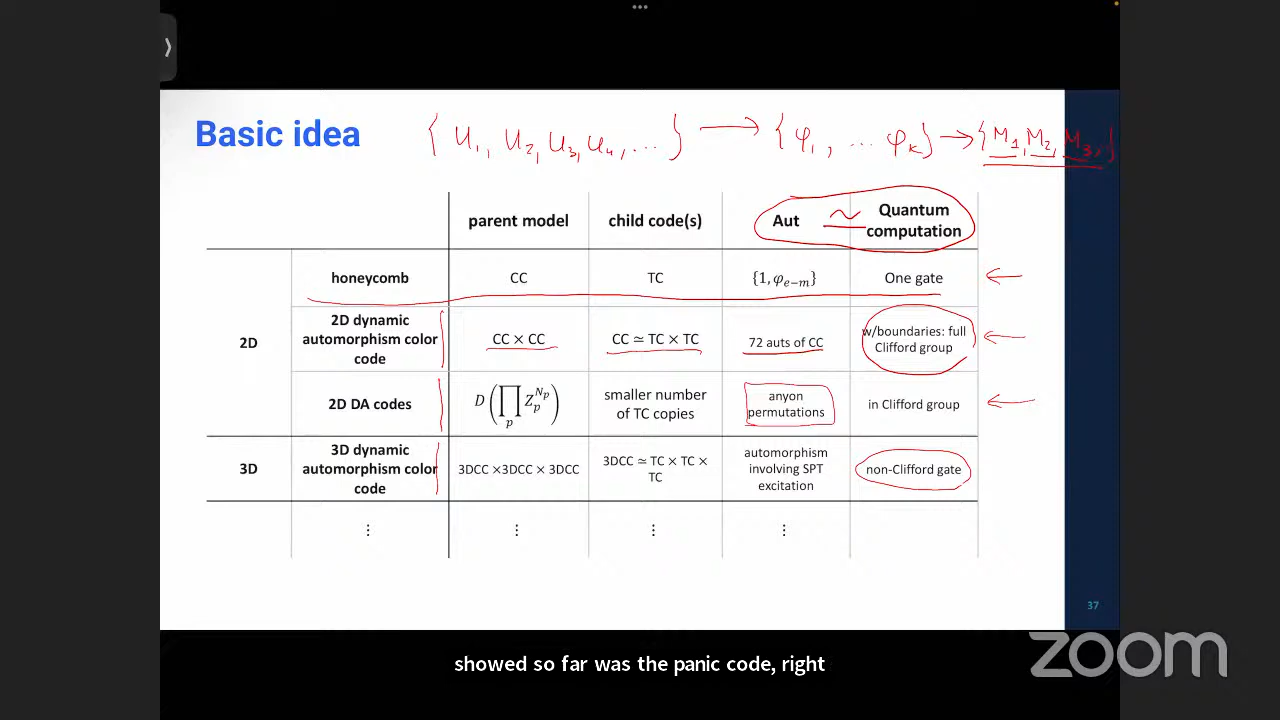 Basic idea
{ U₁, U₂, U₃, U₄, ... } → { φ₁, ... φₖ } → { M₁, M₂, M₃, }
parent model child code(s) Aut ≃ Quantum computation
honeycomb CC TC {1, φ_{e−m}} One gate
2D
2D dynamic automorphism color code
CC × CC
CC ≃ TC × TC
72 auts of CC
w/boundaries: full Clifford group
2D DA codes
D(∏_p Z_p^{N_p})
smaller number of TC copies
anyon permutations
in Clifford group
3D
3D dynamic automorphism color code
3DCC ×3DCC × 3DCC
3DCC ≃ TC × TC × TC
automorphism involving SPT excitation
non-Clifford gate
⋮ ⋮ ⋮ ⋮
37
showed so far was the panic code, right
zoom